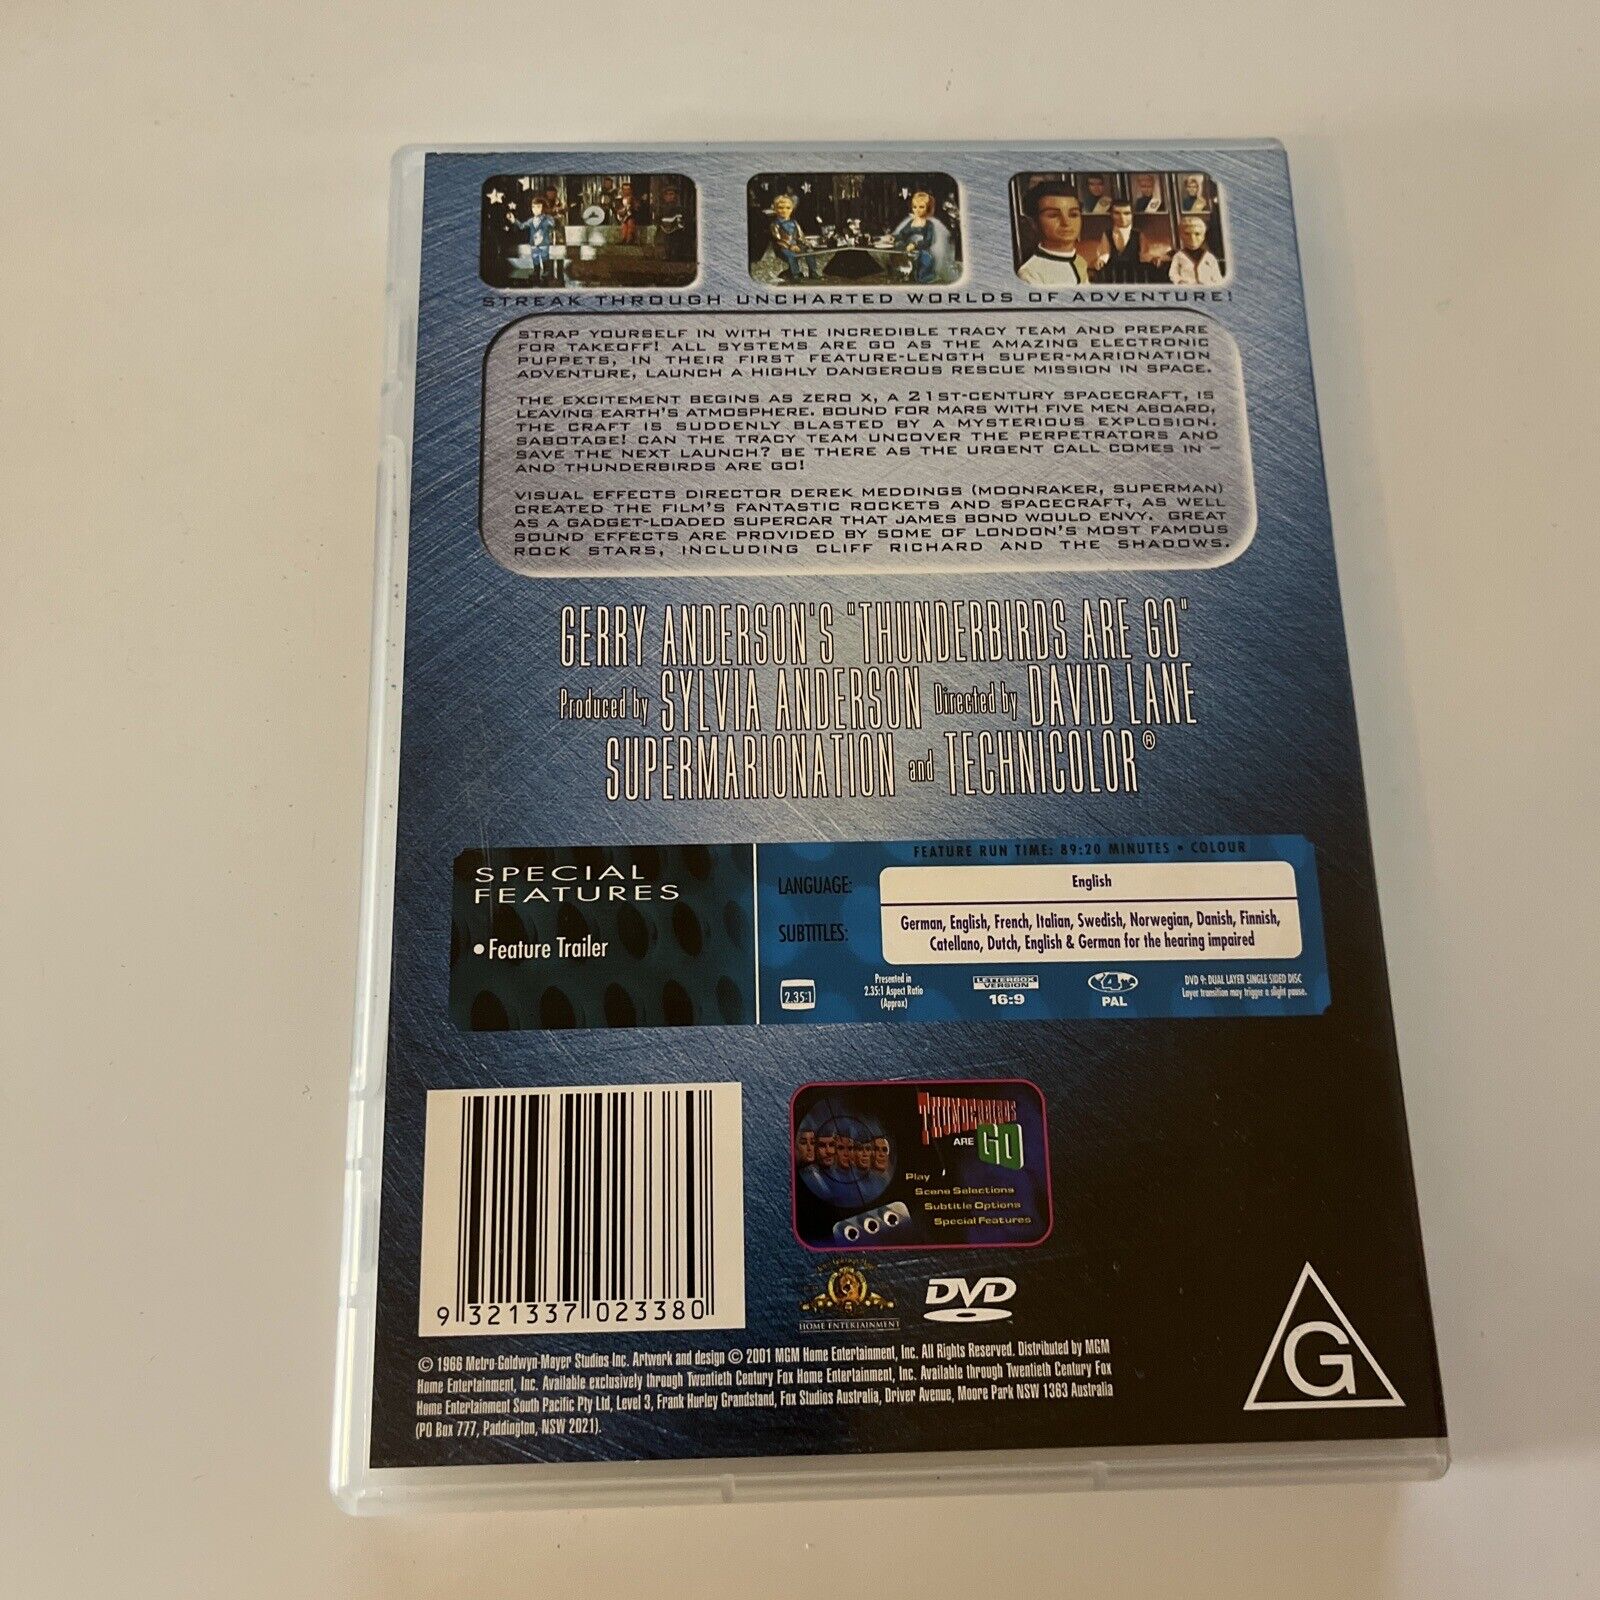 STREAK THROUGH UNCHARTED WORLDS OF ADVENTURE!
STRAP YOURSELF IN WITH THE INCREDIBLE TRACY TEAM AND PREPARE
FOR TAKEOFF! ALL SYSTEMS ARE GO AS THE AMAZING ELECTRONIC
PUPPETS, IN THEIR FIRST FEATURE-LENGTH SUPER-MARIONATION
ADVENTURE, LAUNCH A HIGHLY DANGEROUS RESCUE MISSION IN SPACE.
THE EXCITEMENT BEGINS AS ZERO X, A 21ST-CENTURY SPACECRAFT, IS
LEAVING EARTH'S ATMOSPHERE. BOUND FOR MARS WITH FIVE MEN ABOARD,
THE CRAFT IS SUDDENLY BLASTED BY A MYSTERIOUS EXPLOSION.
SABOTAGE! CAN THE TRACY TEAM UNCOVER THE PERPETRATORS AND
SAVE THE NEXT LAUNCH? BE THERE AS THE URGENT CALL COMES IN –
AND THUNDERBIRDS ARE GO!
VISUAL EFFECTS DIRECTOR DEREK MEDDINGS (MOONRAKER, SUPERMAN)
CREATED THE FILM'S FANTASTIC ROCKETS AND SPACECRAFT, AS WELL
AS A GADGET-LOADED SUPERCAR THAT JAMES BOND WOULD ENVY. GREAT
SOUND EFFECTS ARE PROVIDED BY SOME OF LONDON'S MOST FAMOUS
ROCK STARS, INCLUDING CLIFF RICHARD AND THE SHADOWS.
GERRY ANDERSON'S "THUNDERBIRDS ARE GO"
Produced by SYLVIA ANDERSON Directed by DAVID LANE
SUPERMARIONATION and TECHNICOLOR®
SPECIAL
FEATURES
• Feature Trailer
FEATURE RUN TIME: 89:20 MINUTES • COLOUR
LANGUAGE:
English
SUBTITLES:
German, English, French, Italian, Swedish, Norwegian, Danish, Finnish,
Catellano, Dutch, English & German for the hearing impaired
2.35:1
Presented in
2.35:1 Aspect Ratio
(Approx)
LETTERBOX
VERSION
16:9
4
PAL
DVD 9: DUAL LAYER SINGLE SIDED DISC
Layer transition may trigger a slight pause.
THUNDERBIRDS
ARE GO
Play
Scene Selections
Subtitle Options
Special Features
9 321337 023380
HOME ENTERTAINMENT
DVD
G
© 1966 Metro-Goldwyn-Mayer Studios Inc. Artwork and design © 2001 MGM Home Entertainment, Inc. All Rights Reserved. Distributed by MGM
Home Entertainment, Inc. Available exclusively through Twentieth Century Fox Home Entertainment, Inc. Available through Twentieth Century Fox
Home Entertainment South Pacific Pty Ltd, Level 3, Frank Hurley Grandstand, Fox Studios Australia, Driver Avenue, Moore Park NSW 1363 Australia
(PO Box 777, Paddington, NSW 2021).